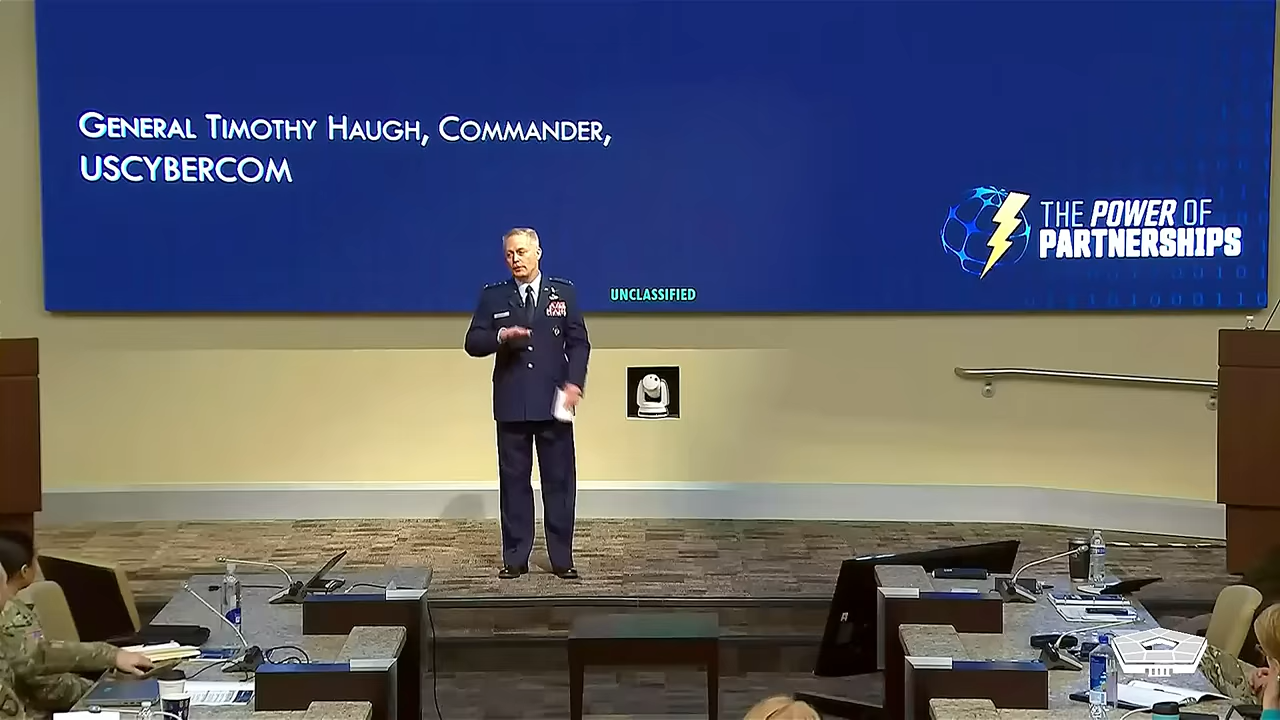 GENERAL TIMOTHY HAUGH, COMMANDER,
USCYBERCOM
THE POWER OF
PARTNERSHIPS
UNCLASSIFIED